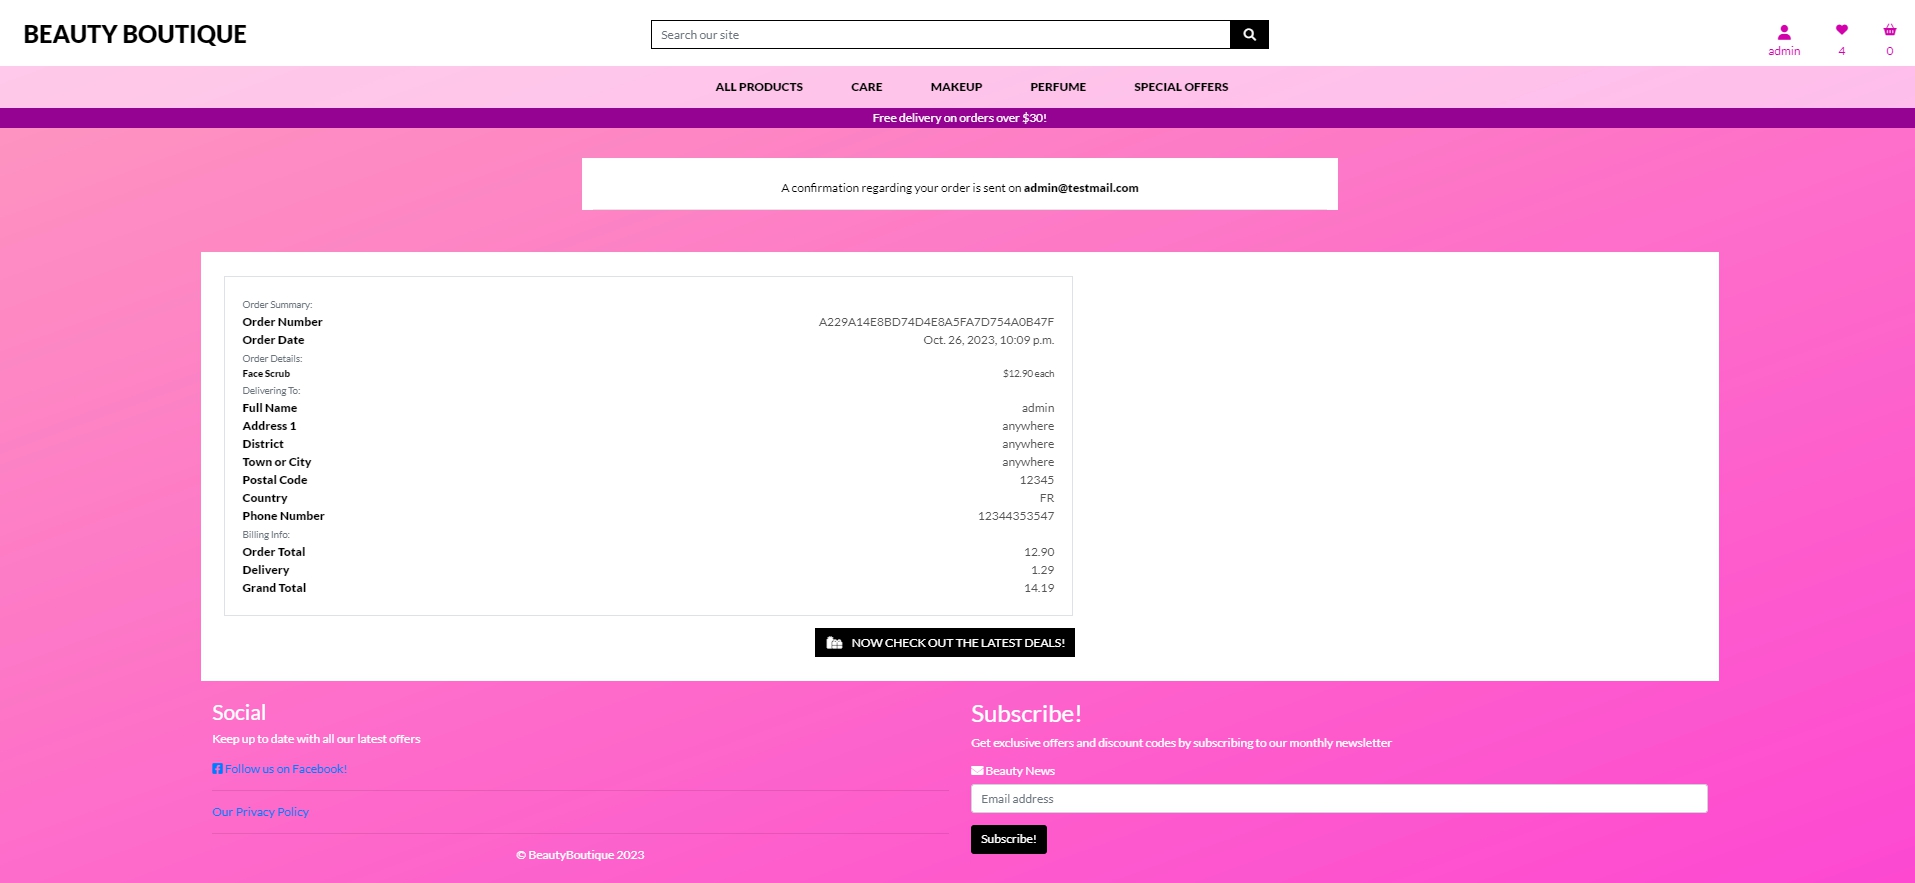 BEAUTY BOUTIQUE
Search our site
admin
4
0
ALL PRODUCTS CARE MAKEUP PERFUME SPECIAL OFFERS
Free delivery on orders over $30!
A confirmation regarding your order is sent on admin@testmail.com
Order Summary:
Order Number A229A14E8BD74D4E8A5FA7D754A0B47F
Order Date Oct. 26, 2023, 10:09 p.m.
Order Details:
Face Scrub $12.90 each
Delivering To:
Full Name admin
Address 1 anywhere
District anywhere
Town or City anywhere
Postal Code 12345
Country FR
Phone Number 12344353547
Billing Info:
Order Total 12.90
Delivery 1.29
Grand Total 14.19
NOW CHECK OUT THE LATEST DEALS!
Social
Keep up to date with all our latest offers
Follow us on Facebook!
Our Privacy Policy
© BeautyBoutique 2023
Subscribe!
Get exclusive offers and discount codes by subscribing to our monthly newsletter
Beauty News
Email address
Subscribe!